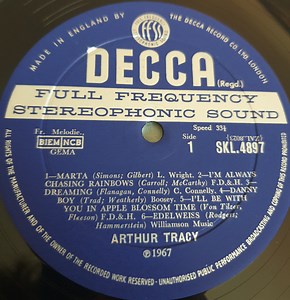 MADE IN ENGLAND BY
THE DECCA RECORD CO. LTD. LONDON
ffss
DECCA (Regd.)
FULL FREQUENCY
STEREOPHONIC SOUND
Fr. Melodie..
BIEM NCB
GEMA
Speed 33⅓
Side
1
SKL.4897
1—MARTA (Simons; Gilbert) L. Wright. 2—I'M ALWAYS
CHASING RAINBOWS (Carroll; McCarthy) F.D.&H. 3—
DREAMING (Flanagan, Connelly) C. Connelly. 4—DANNY
BOY (Trad; Weatherly) Boosey. 5—I'LL BE WITH
YOU IN APPLE BLOSSOM TIME (Von Tilzer,
Fleeson) F.D.&H. 6—EDELWEISS (Rodgers;
Hammerstein) Williamson Music
ARTHUR TRACY
℗1967
ALL RIGHTS OF THE MANUFACTURER AND OF THE OWNER OF THE RECORDED WORK RESERVED · UNAUTHORISED PUBLIC PERFORMANCE BROADCASTING AND COPYING OF THIS RECORD PROHIBITED